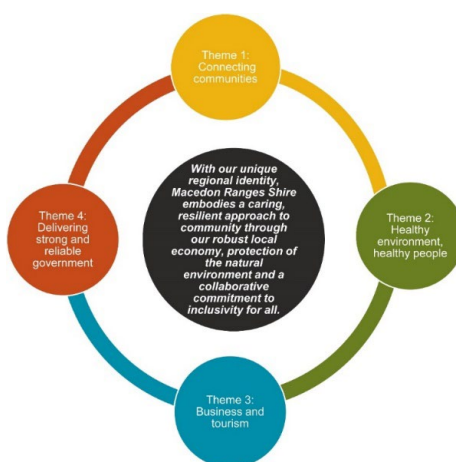 Theme 1:
Connecting
communities
With our unique
regional identity,
Macedon Ranges Shire
embodies a caring,
resilient approach to
community through
our robust local
economy, protection of
the natural
environment and a
collaborative
commitment to
inclusivity for all.
Theme 2:
Healthy
environment,
healthy people
Theme 3:
Business and
tourism
Theme 4:
Delivering
strong and
reliable
government